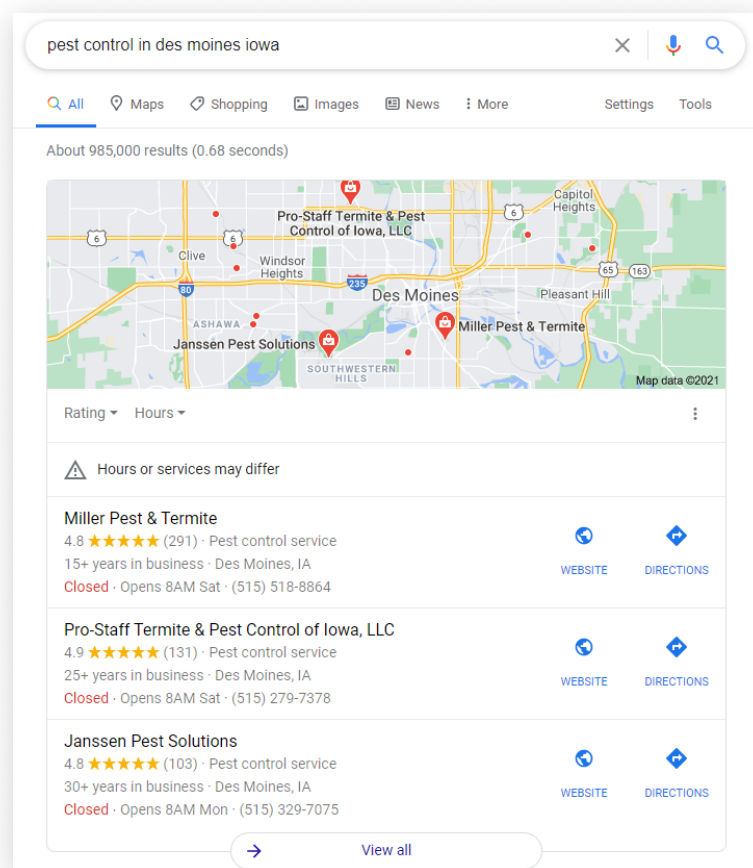 pest control in des moines iowa
All Maps Shopping Images News More Settings Tools
About 985,000 results (0.68 seconds)
Capitol
Heights
Pro-Staff Termite & Pest
Control of Iowa, LLC
6
6
6
Clive
Windsor
Heights
65
163
235
80
Des Moines
Pleasant Hill
ASHAWA
Miller Pest & Termite
Janssen Pest Solutions
SOUTHWESTERN
HILLS
Map data ©2021
Rating Hours
Hours or services may differ
Miller Pest & Termite
4.8 ★★★★★ (291) · Pest control service
15+ years in business · Des Moines, IA
Closed · Opens 8AM Sat · (515) 518-8864
WEBSITE DIRECTIONS
Pro-Staff Termite & Pest Control of Iowa, LLC
4.9 ★★★★★ (131) · Pest control service
25+ years in business · Des Moines, IA
Closed · Opens 8AM Sat · (515) 279-7378
WEBSITE DIRECTIONS
Janssen Pest Solutions
4.8 ★★★★★ (103) · Pest control service
30+ years in business · Des Moines, IA
Closed · Opens 8AM Mon · (515) 329-7075
WEBSITE DIRECTIONS
View all